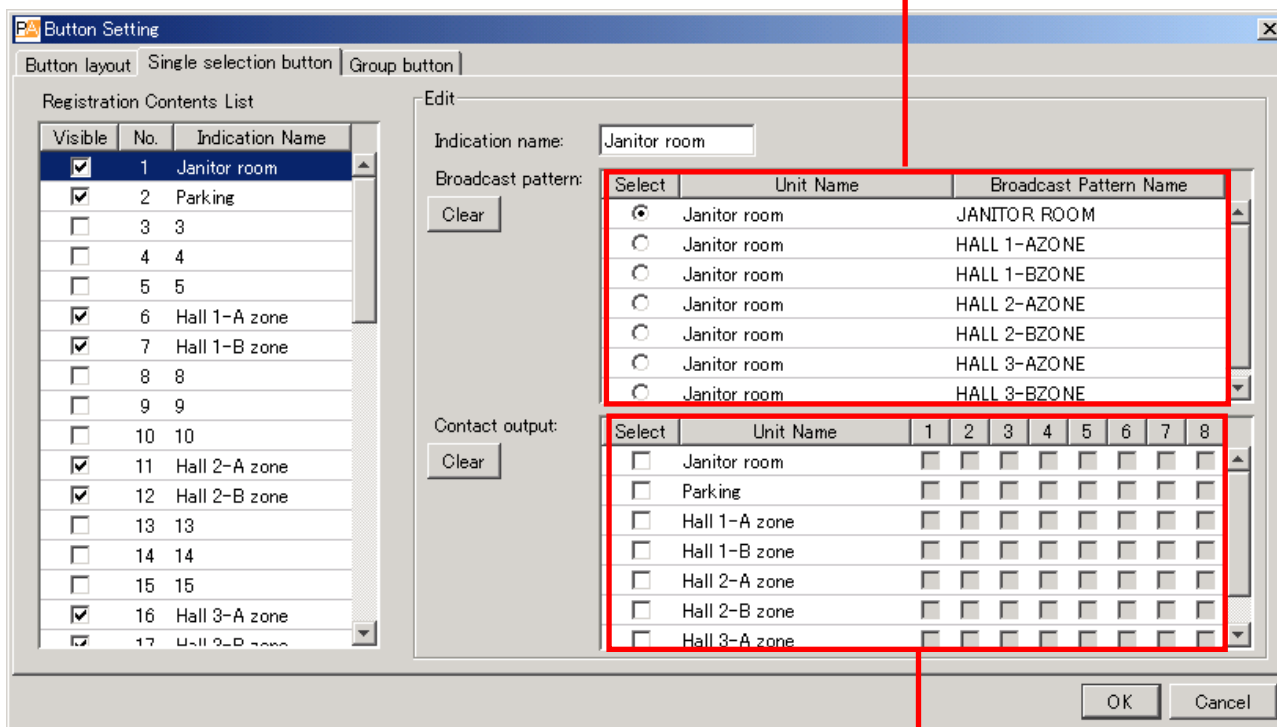 PA Button Setting
Button layout Single selection button Group button
Registration Contents List
Visible No. Indication Name
1 Janitor room
2 Parking
3 3
4 4
5 5
6 Hall 1-A zone
7 Hall 1-B zone
8 8
9 9
10 10
11 Hall 2-A zone
12 Hall 2-B zone
13 13
14 14
15 15
16 Hall 3-A zone
17 Hall 3-B zone
Edit
Indication name: Janitor room
Broadcast pattern:
Clear
Select Unit Name Broadcast Pattern Name
Janitor room JANITOR ROOM
Janitor room HALL 1-AZONE
Janitor room HALL 1-BZONE
Janitor room HALL 2-AZONE
Janitor room HALL 2-BZONE
Janitor room HALL 3-AZONE
Janitor room HALL 3-BZONE
Contact output:
Clear
Select Unit Name 1 2 3 4 5 6 7 8
Janitor room
Parking
Hall 1-A zone
Hall 1-B zone
Hall 2-A zone
Hall 2-B zone
Hall 3-A zone
OK Cancel